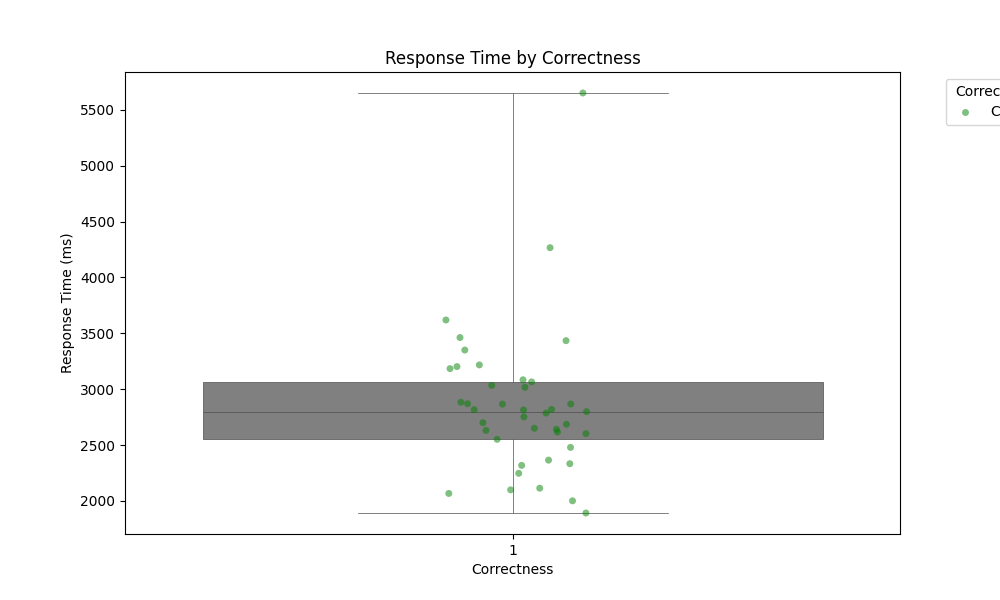 Response Time by Correctness
Correc
C
5500
5000
4500
4000
3500
3000
2500
2000
Response Time (ms)
1
Correctness